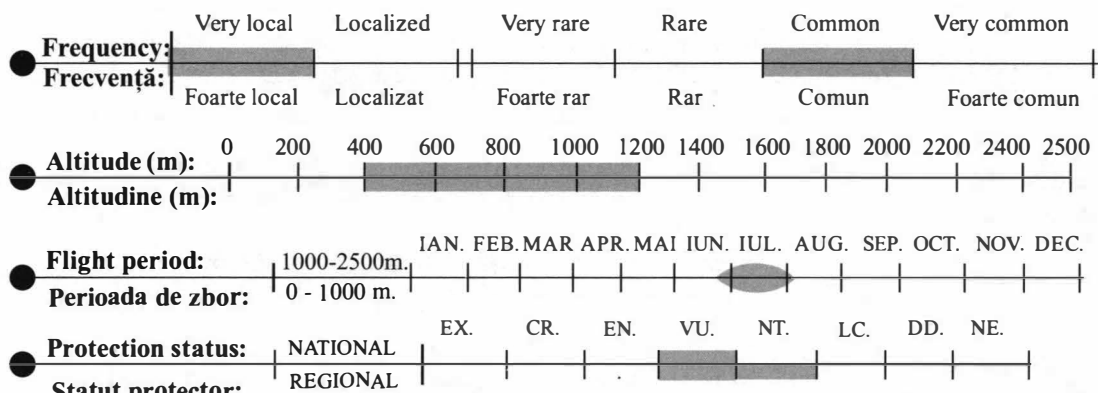 Very local Localized Very rare Rare Common Very common
Frequency:
Frecvență:
Foarte local Localizat Foarte rar Rar Comun Foarte comun
0 200 400 600 800 1000 1200 1400 1600 1800 2000 2200 2400 2500
Altitude (m):
Altitudine (m):
IAN. FEB. MAR APR. MAI IUN. IUL. AUG. SEP. OCT. NOV. DEC.
Flight period: 1000-2500m.
Perioada de zbor: 0 - 1000 m.
EX. CR. EN. VU. NT. LC. DD. NE.
Protection status: NATIONAL
Statut protector: REGIONAL